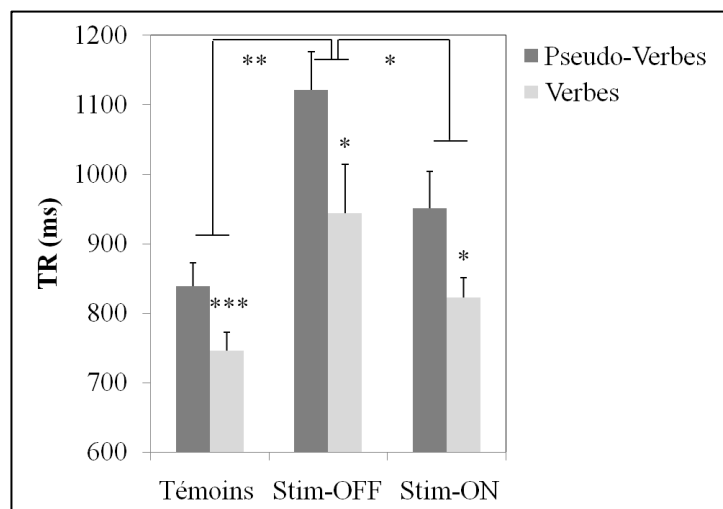 1200
1100
1000
900
800
700
600
TR (ms)
** *
*
*
***
Témoins Stim-OFF Stim-ON
Pseudo-Verbes
Verbes